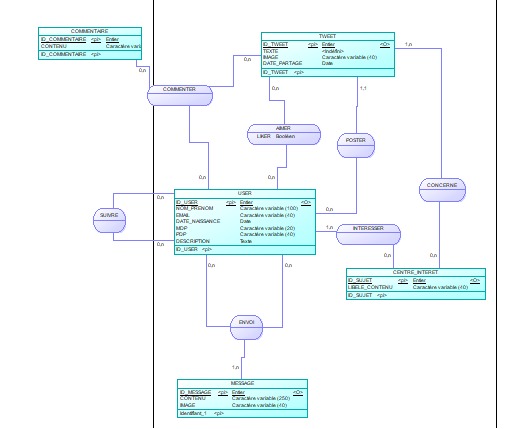 COMMENTAIRE
ID_COMMENTAIRE <pi> Entier
CONTENU Caractère varia
ID_COMMENTAIRE <pi>
TWEET
ID_TWEET <pi> Entier <O>
TEXTE <Indéfini>
IMAGE Caractère variable (40)
DATE_PARTAGE Date
ID_TWEET <pi>
1,n
0,n
0,n
COMMENTER
0,n
1,1
AIMER
LIKER Booléen
POSTER
0,n
0,n
CONCERNE
USER
ID_USER <pi> Entier <O>
NOM_PRENOM Caractère variable (100)
EMAIL Caractère variable (40)
DATE_NAISSANCE Date
MDP Caractère variable (20)
PDP Caractère variable (40)
DESCRIPTION Texte
ID_USER <pi>
0,n
SUIVRE
0,n
0,n
1,n
INTERESSER
0,n
0,n
0,n
0,n
CENTRE_INTERET
ID_SUJET <pi> Entier <O>
LIBELE_CONTENU Caractère variable (40)
ID_SUJET <pi>
ENVOI
1,n
MESSAGE
ID_MESSAGE <pi> Entier <O>
CONTENU Caractère variable (250)
IMAGE Caractère variable (40)
Identifiant_1 <pi>